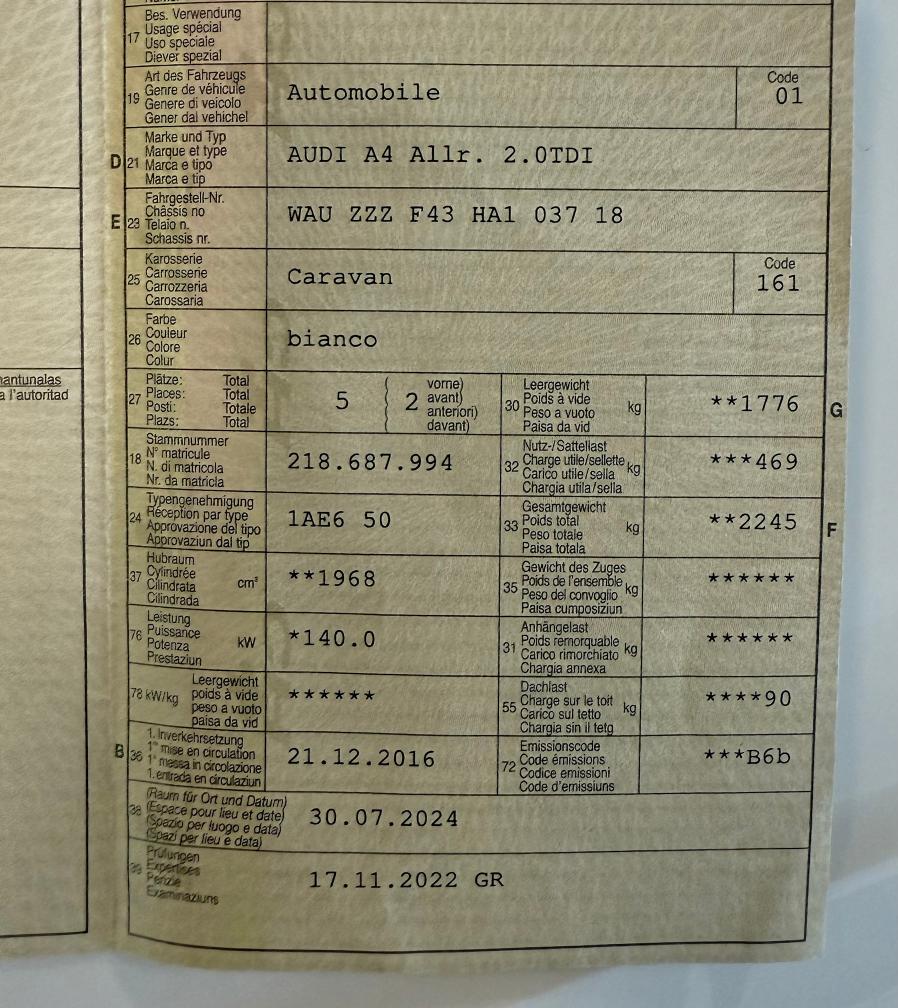 Bes. Verwendung
17 Usage spécial
Uso speciale
Diever spezial
Art des Fahrzeugs
19 Genre de véhicule
Genere di veicolo
Gener dal vehichel
Automobile
Code
01
Marke und Typ
D 21 Marque et type
Marca e tipo
Marca e tip
AUDI A4 Allr. 2.0TDI
Fahrgestell-Nr.
E 23 Châssis no
Telaio n.
Schassis nr.
WAU ZZZ F43 HA1 037 18
Karosserie
25 Carrosserie
Carrozzeria
Carossaria
Caravan
Code
161
Farbe
26 Couleur
Colore
Colur
bianco
antunalas
a l'autoritad
Plätze: Total
27 Places: Total
Posti: Totale
Plazs: Total
5 ( 2 vorne)
avant)
anteriori)
davant)
Leergewicht
30 Poids à vide kg
Peso a vuoto
Paisa da vid
**1776 G
Stammnummer
18 N° matricule
N. di matricola
Nr. da matricla
218.687.994
Nutz-/Sattellast
32 Charge utile/sellette kg
Carico utile/sella
Chargia utila/sella
***469
Typengenehmigung
24 Réception par type
Approvazione del tipo
Approvaziun dal tip
1AE6 50
Gesamtgewicht
33 Poids total kg
Peso totale
Paisa totala
**2245 F
Hubraum
37 Cylindrée cm³
Cilindrata
Cilindrada
**1968
Gewicht des Zuges
35 Poids de l'ensemble kg
Peso del convoglio
Paisa cumposiziun
******
Leistung
76 Puissance kW
Potenza
Prestaziun
*140.0
Anhängelast
31 Poids remorquable kg
Carico rimorchiato
Chargia annexa
******
78 kW/kg Leergewicht
poids à vide
peso a vuoto
paisa da vid
******
Dachlast
55 Charge sur le toit kg
Carico sul tetto
Chargia sin il tetg
****90
1. Inverkehrsetzung
B 36 1re mise en circulation
1a messa in circolazione
1. entrada en circulaziun
21.12.2016
Emissionscode
72 Code émissions
Codice emissioni
Code d'emissiuns
***B6b
(Raum für Ort und Datum)
38 (Espace pour lieu et date)
(Spazio per luogo e data)
(Spazi per lieu e data)
30.07.2024
Prüfungen
39 Expertises
Perizie
Examinaziuns
17.11.2022 GR